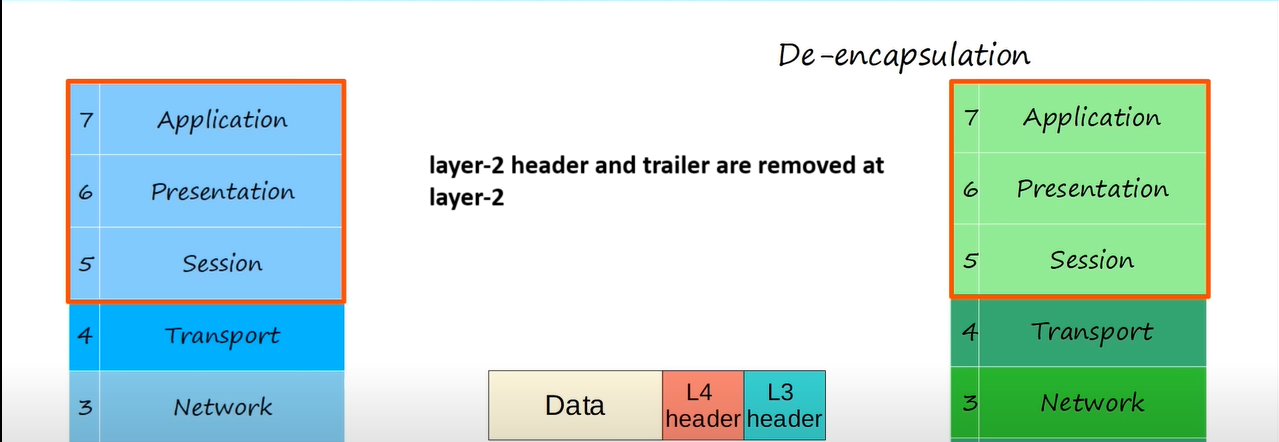 De-encapsulation
7 Application
6 Presentation
5 Session
4 Transport
3 Network
layer-2 header and trailer are removed at
layer-2
Data
L4
header
L3
header
7 Application
6 Presentation
5 Session
4 Transport
3 Network